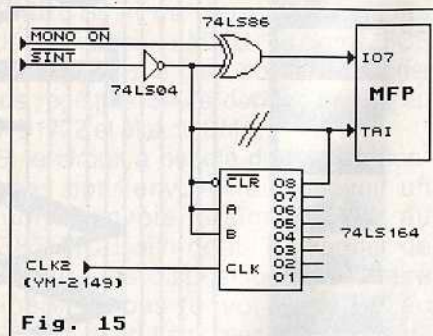 74LS86
MONO ON
SINT
74LS04
IO7
MFP
TAI
CLR
A
B
CLK
O8
O7
O6
O5
O4
O3
O2
O1
74LS164
CLK2
(YM-2149)
Fig. 15